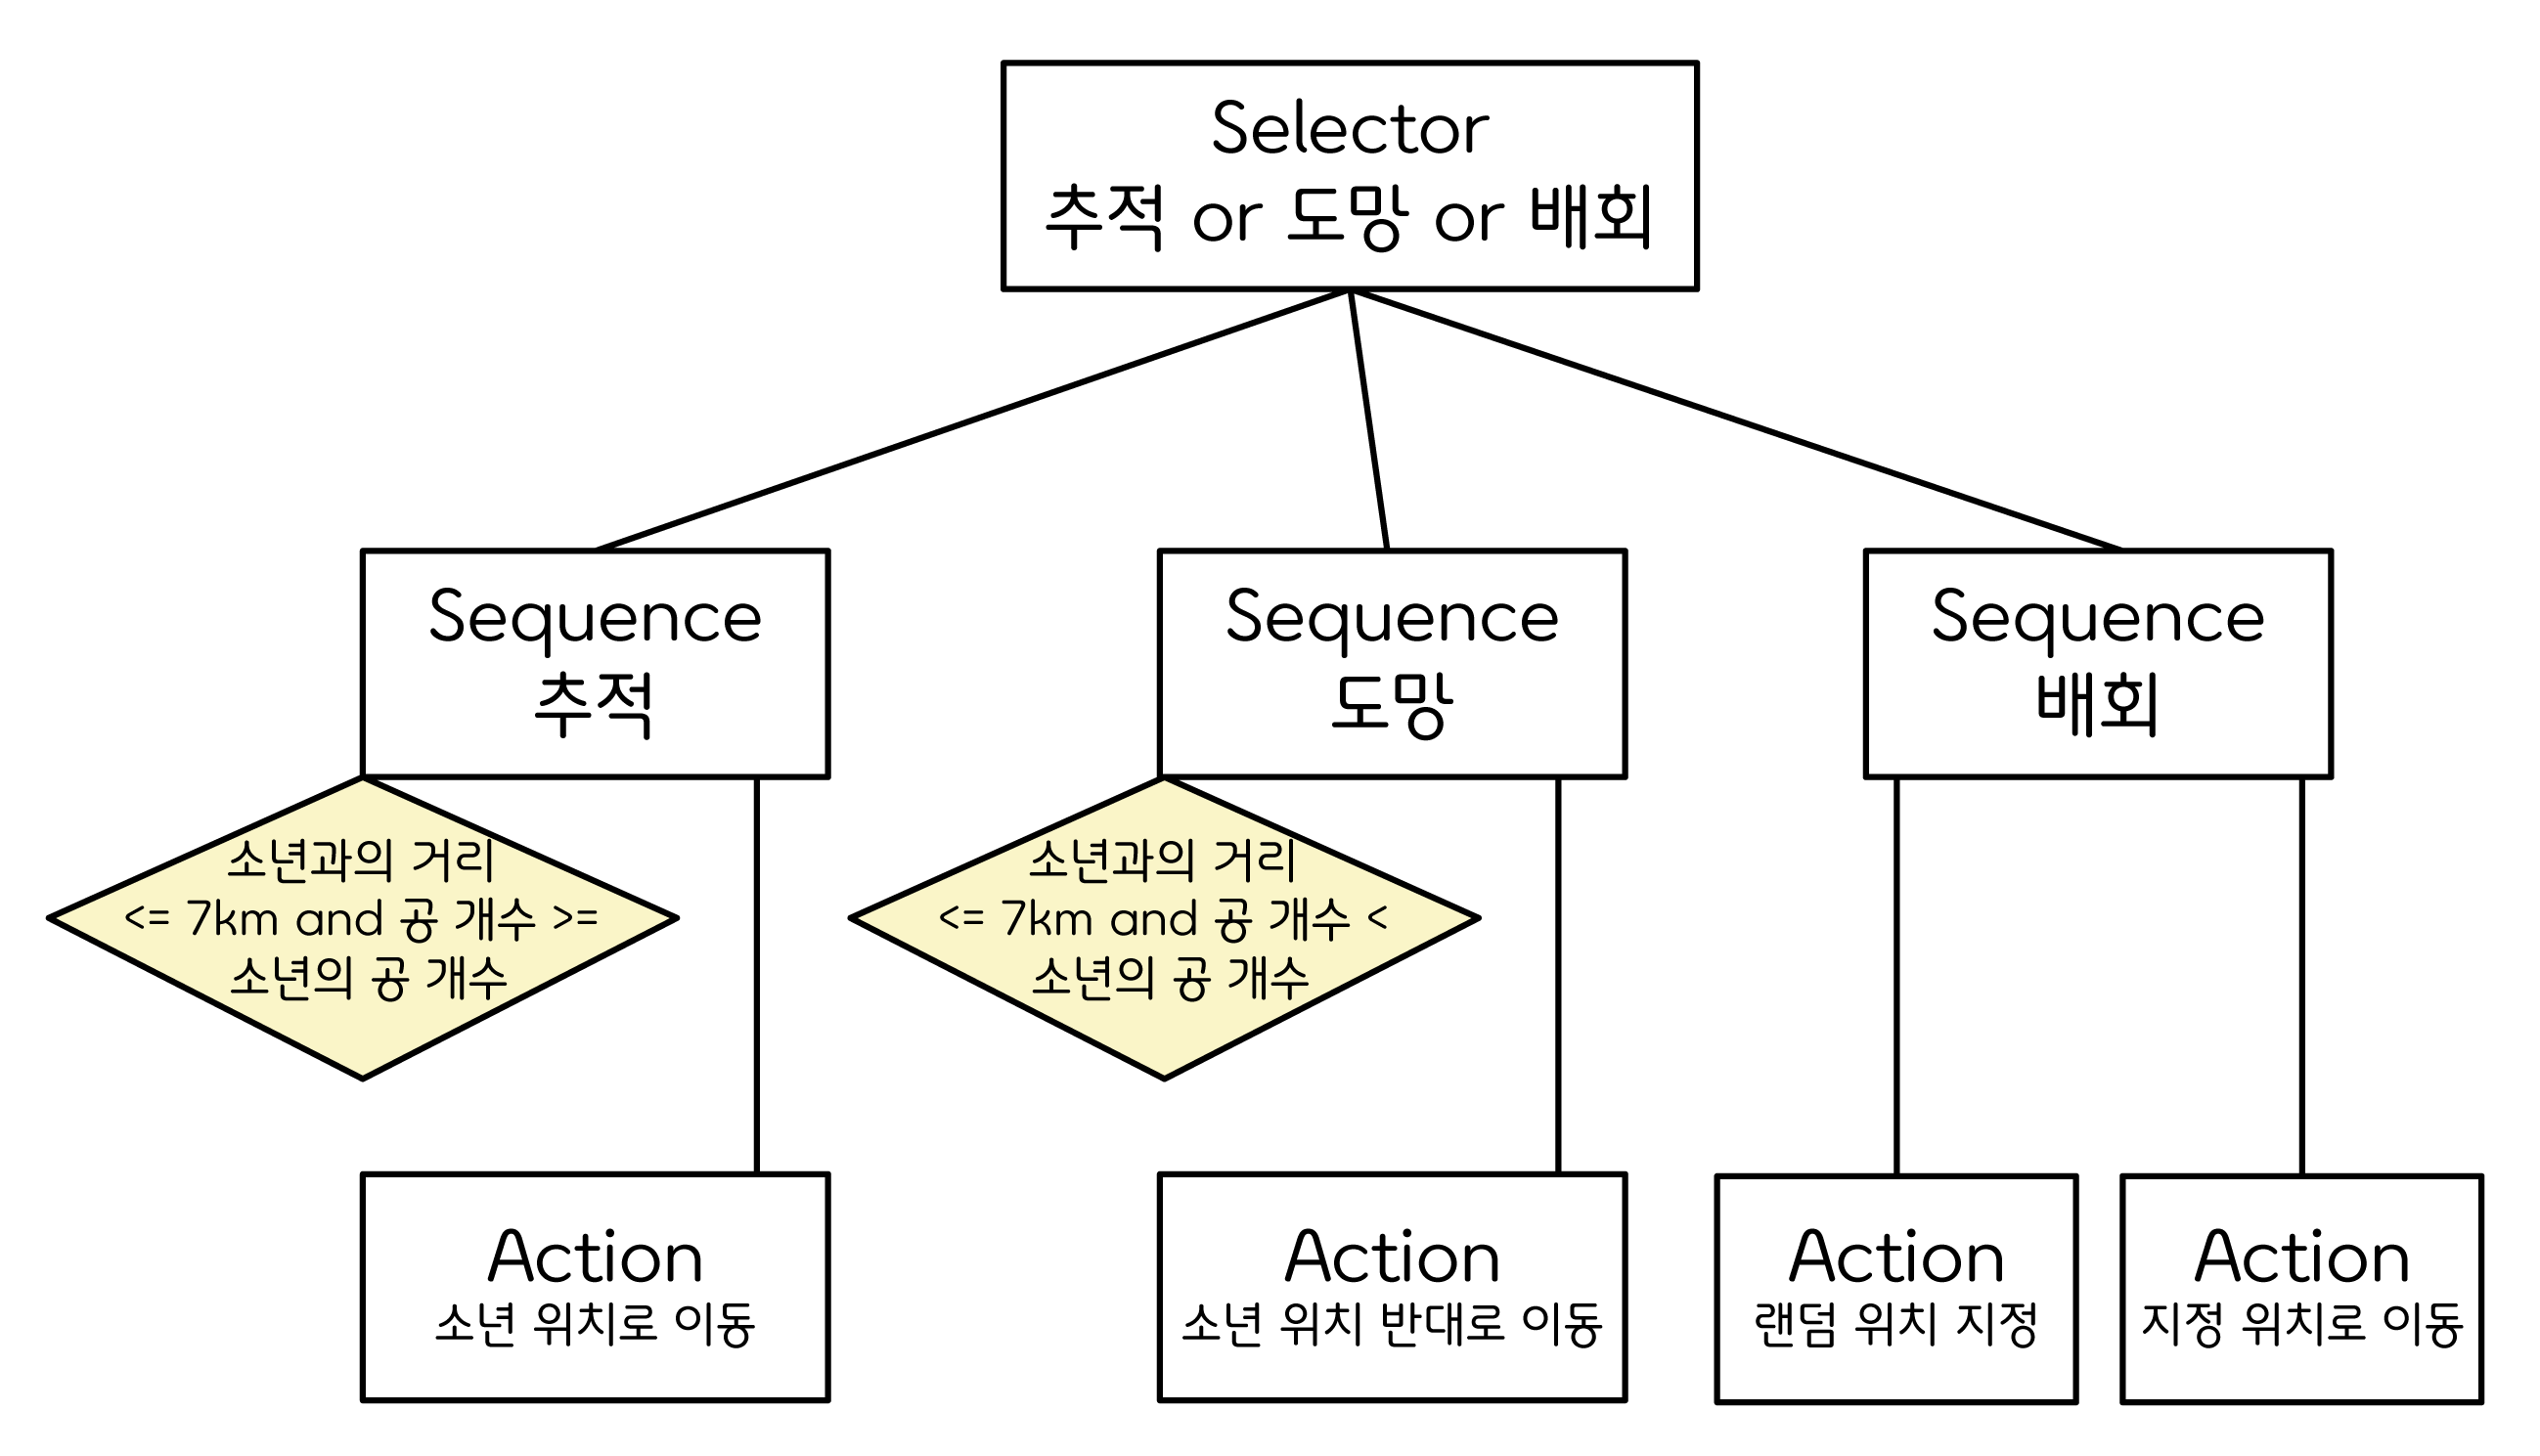 Selector
추적 or 도망 or 배회
Sequence
추적
Sequence
도망
Sequence
배회
소년과의 거리
<= 7km and 공 개수 >=
소년의 공 개수
소년과의 거리
<= 7km and 공 개수 <
소년의 공 개수
Action
소년 위치로 이동
Action
소년 위치 반대로 이동
Action
랜덤 위치 지정
Action
지정 위치로 이동